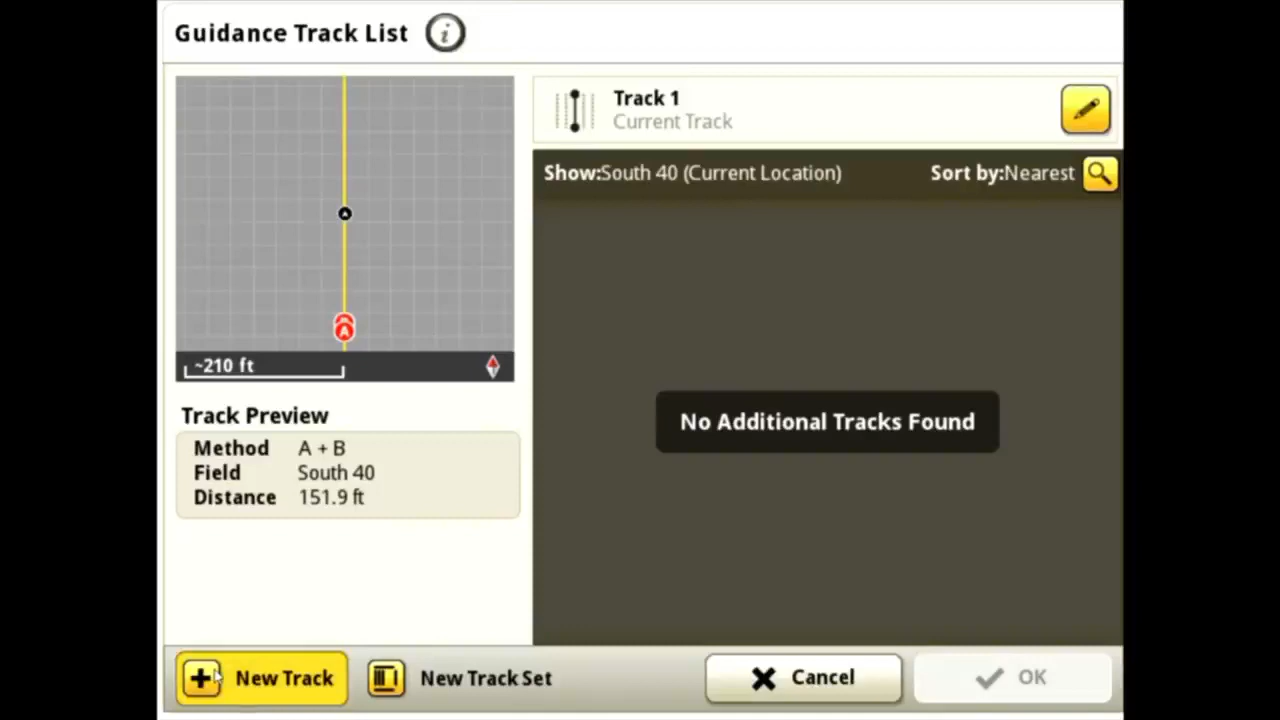 Guidance Track List i
Track 1
Current Track
Show:South 40 (Current Location) Sort by:Nearest
A
~210 ft
No Additional Tracks Found
Track Preview
Method A + B
Field South 40
Distance 151.9 ft
New Track New Track Set Cancel OK